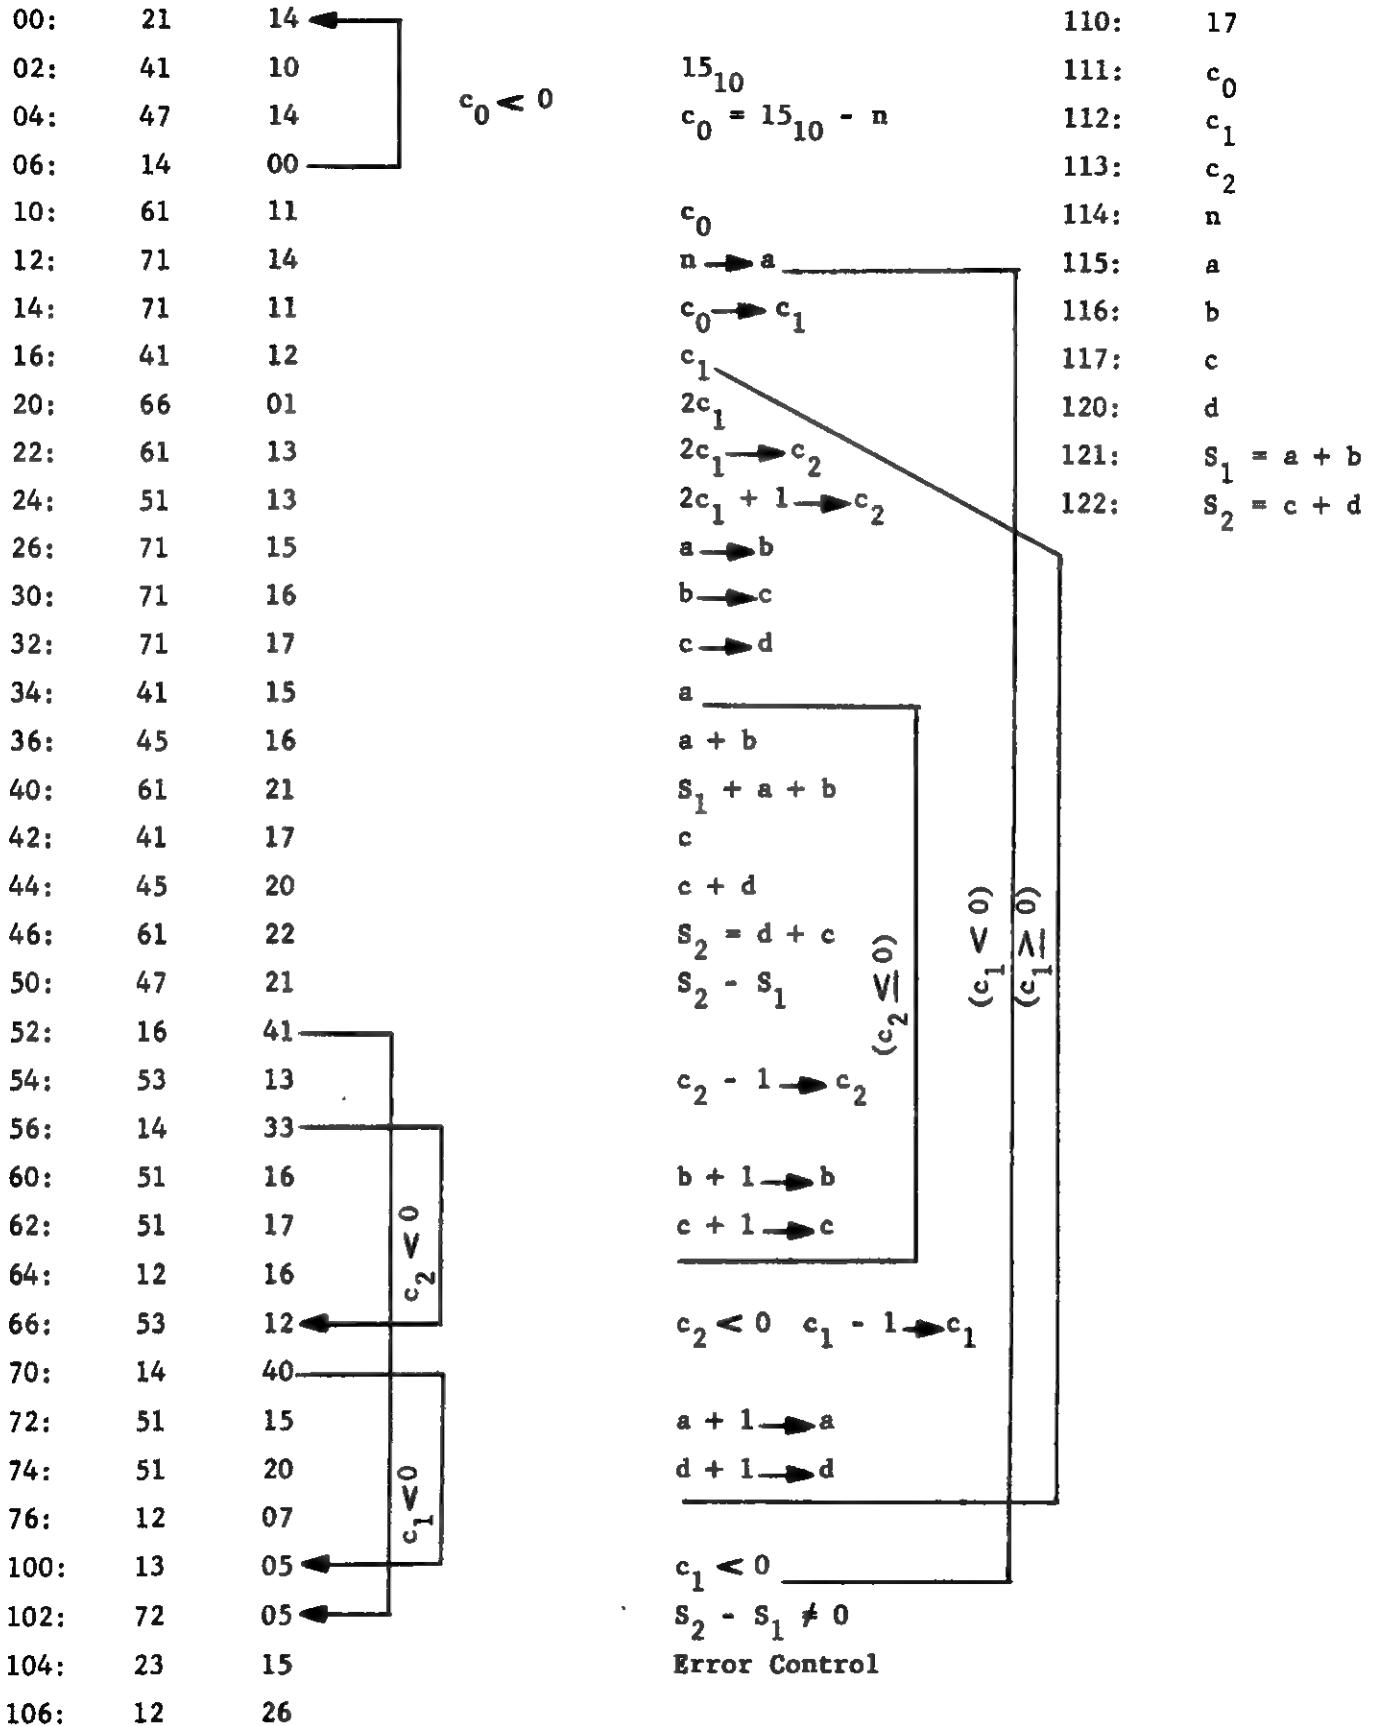 00: 21 14 110: 17
02: 41 10 15₁₀ 111: c₀
c₀ < 0
04: 47 14 c₀ = 15₁₀ - n 112: c₁
06: 14 00 113: c₂
10: 61 11 c₀ 114: n
12: 71 14 n → a 115: a
14: 71 11 c₀ → c₁ 116: b
16: 41 12 c₁ 117: c
20: 66 01 2c₁ 120: d
22: 61 13 2c₁ → c₂ 121: S₁ = a + b
24: 51 13 2c₁ + 1 → c₂ 122: S₂ = c + d
26: 71 15 a → b
30: 71 16 b → c
32: 71 17 c → d
34: 41 15 a
36: 45 16 a + b
40: 61 21 S₁ + a + b
42: 41 17 c
44: 45 20 c + d
46: 61 22 S₂ = d + c
50: 47 21 S₂ - S₁
(c₂ ≤ 0)
(c₁ < 0)
(c₁ ≥ 0)
52: 16 41
54: 53 13 c₂ - 1 → c₂
56: 14 33
60: 51 16 b + 1 → b
62: 51 17 c + 1 → c
c₂ < 0
64: 12 16
66: 53 12 c₂ < 0 c₁ - 1 → c₁
70: 14 40
72: 51 15 a + 1 → a
74: 51 20 d + 1 → d
c₁ < 0
76: 12 07
100: 13 05 c₁ < 0
102: 72 05 S₂ - S₁ ≠ 0
104: 23 15 Error Control
106: 12 26